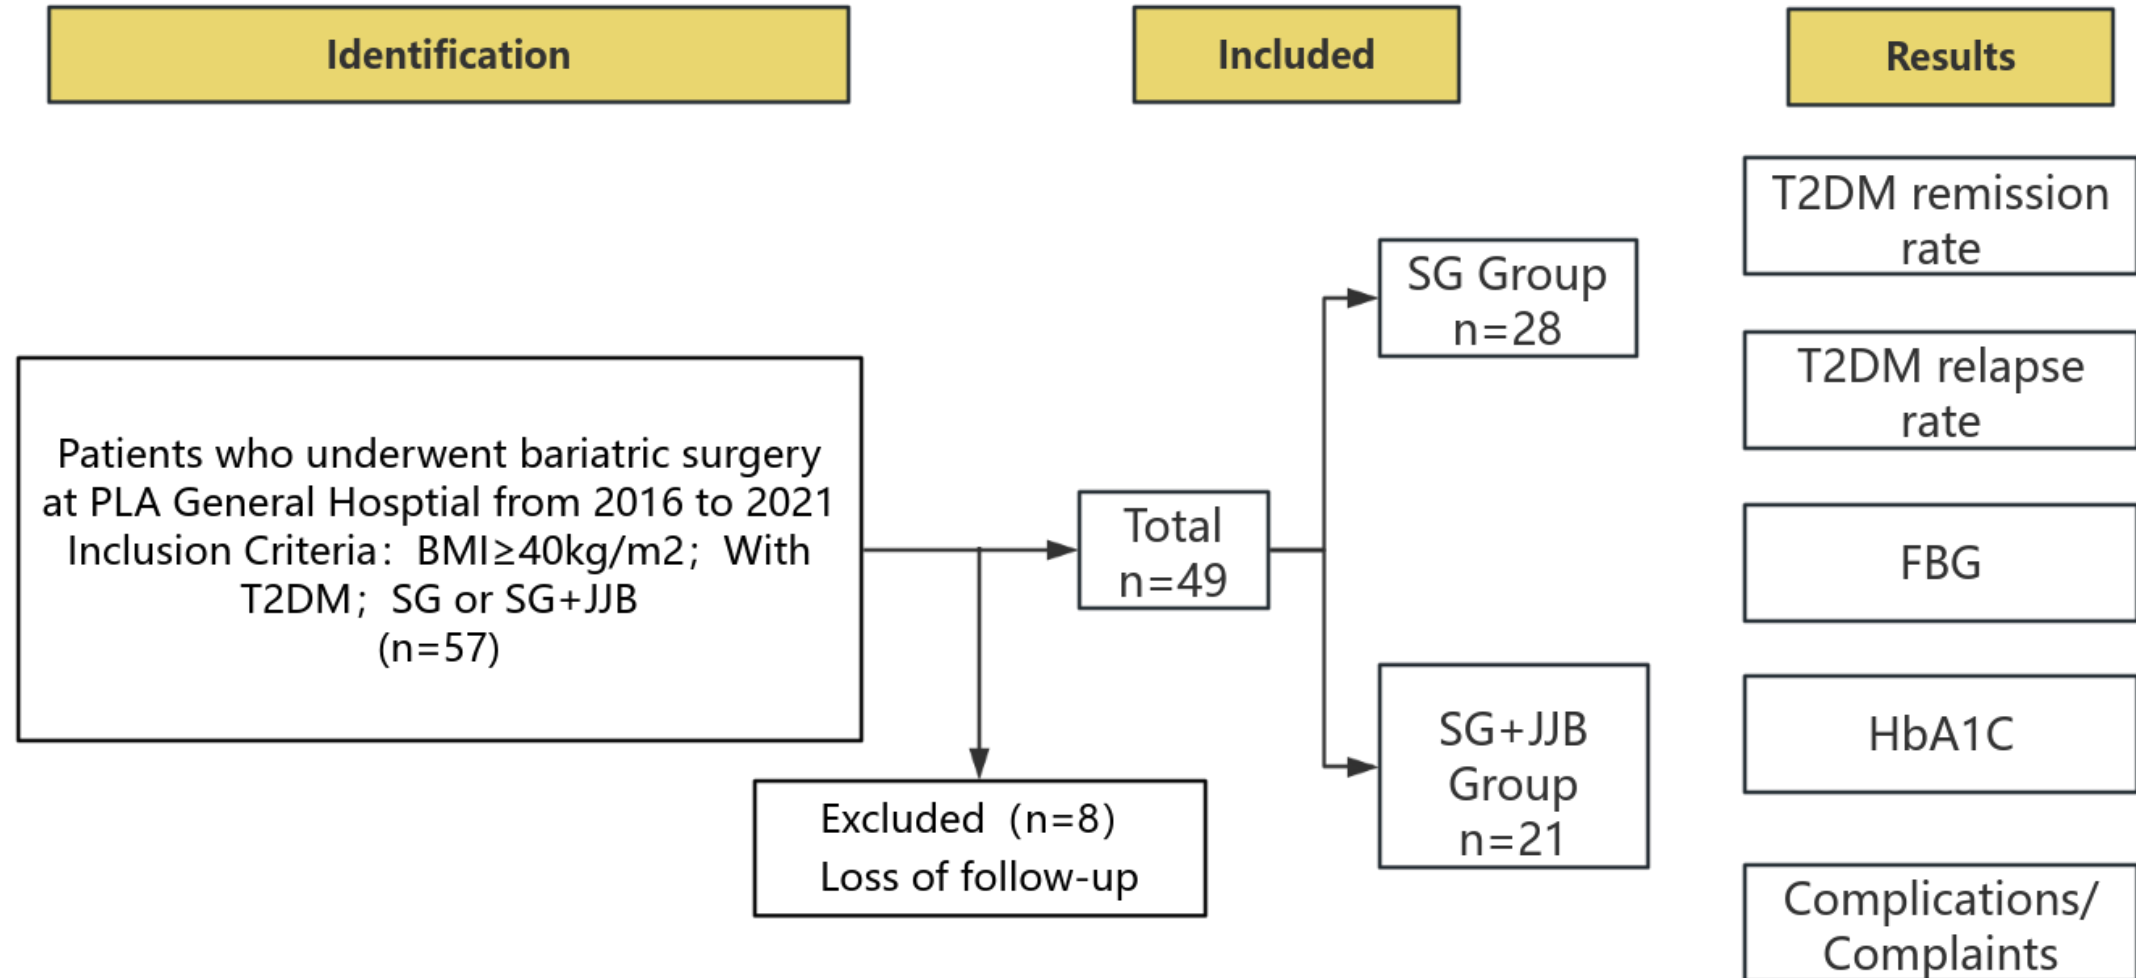 Identification
Included
Results
Patients who underwent bariatric surgery
at PLA General Hosptial from 2016 to 2021
Inclusion Criteria： BMI≥40kg/m2； With
T2DM； SG or SG+JJB
(n=57)
Excluded（n=8）
Loss of follow-up
Total
n=49
SG Group
n=28
SG+JJB
Group
n=21
T2DM remission
rate
T2DM relapse
rate
FBG
HbA1C
Complications/
Complaints